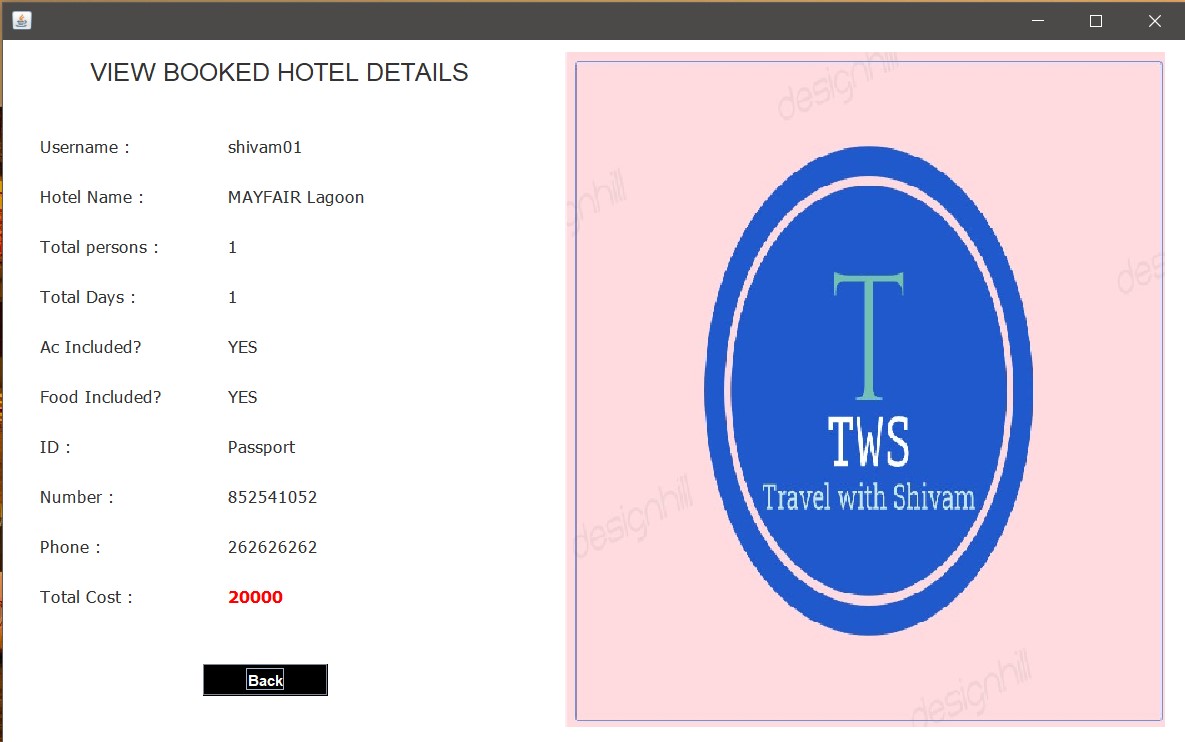 VIEW BOOKED HOTEL DETAILS
Username : shivam01
Hotel Name : MAYFAIR Lagoon
Total persons : 1
Total Days : 1
Ac Included? YES
Food Included? YES
ID : Passport
Number : 852541052
Phone : 262626262
Total Cost : 20000
Back
designhill
gnhill
des
T
TWS
Travel with Shivam
designhill
designhill